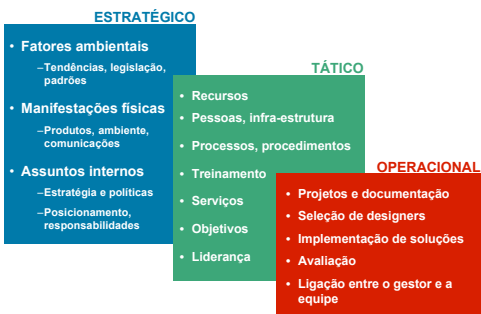 ESTRATÉGICO
• Fatores ambientais
–Tendências, legislação,
padrões
• Manifestações físicas
–Produtos, ambiente,
comunicações
• Assuntos internos
–Estratégia e políticas
–Posicionamento,
responsabilidades
TÁTICO
• Recursos
• Pessoas, infra-estrutura
• Processos, procedimentos
• Treinamento
• Serviços
• Objetivos
• Liderança
OPERACIONAL
• Projetos e documentação
• Seleção de designers
• Implementação de soluções
• Avaliação
• Ligação entre o gestor e a
equipe